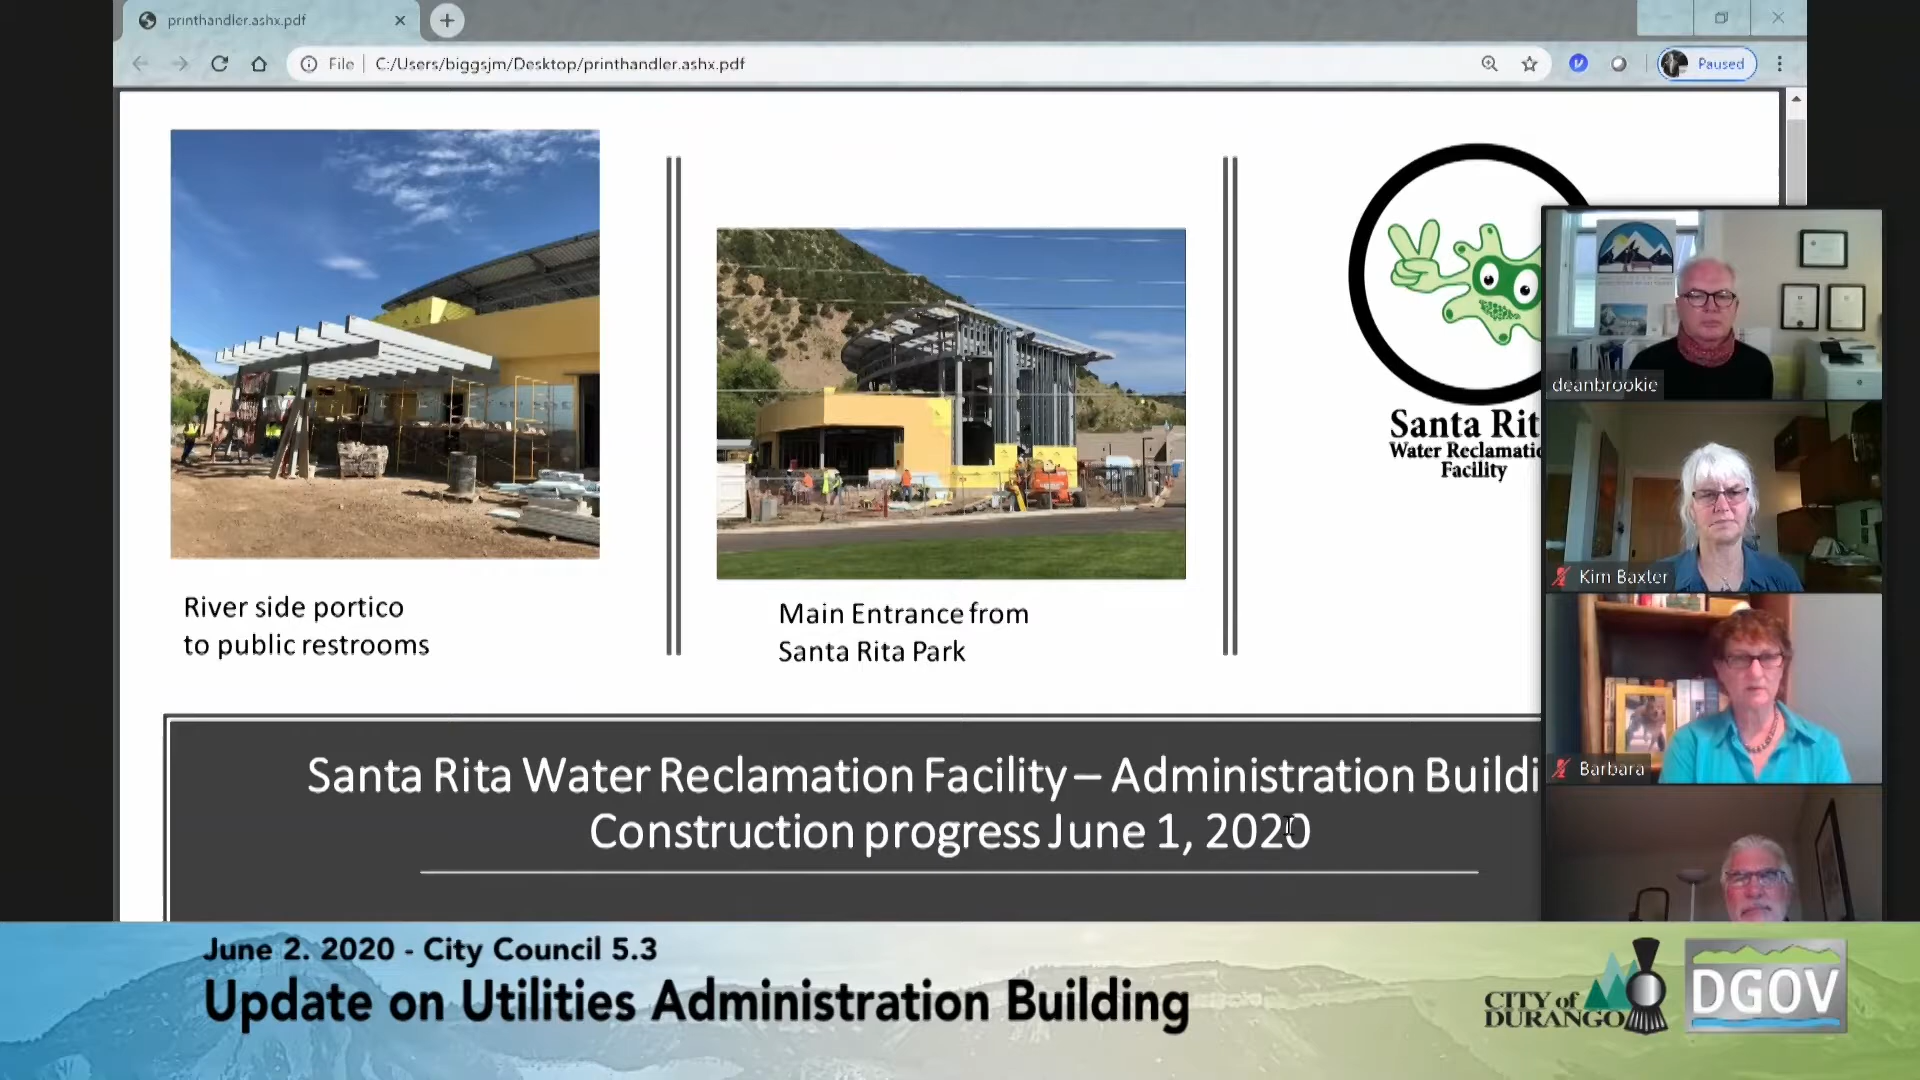 printhandler.ashx.pdf
File
C:/Users/biggsjm/Desktop/printhandler.ashx.pdf
Paused
River side portico
to public restrooms
Main Entrance from
Santa Rita Park
Santa Rit
Water Reclamatio
Facility
deanbrookie
Kim Baxter
Barbara
Santa Rita Water Reclamation Facility – Administration Buildi
Construction progress June 1, 2020
June 2. 2020 - City Council 5.3
Update on Utilities Administration Building
CITY of
DURANGO
DGOV